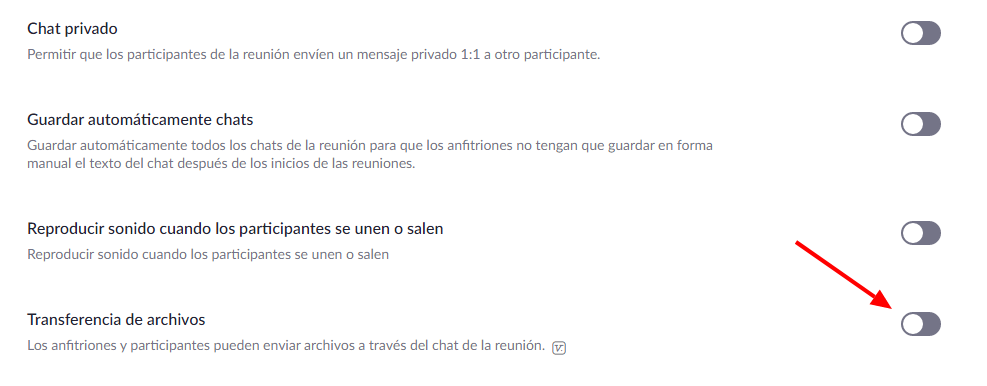 Chat privado
Permitir que los participantes de la reunión envíen un mensaje privado 1:1 a otro participante.
Guardar automáticamente chats
Guardar automáticamente todos los chats de la reunión para que los anfitriones no tengan que guardar en forma
manual el texto del chat después de los inicios de las reuniones.
Reproducir sonido cuando los participantes se unen o salen
Reproducir sonido cuando los participantes se unen o salen
Transferencia de archivos
Los anfitriones y participantes pueden enviar archivos a través del chat de la reunión.